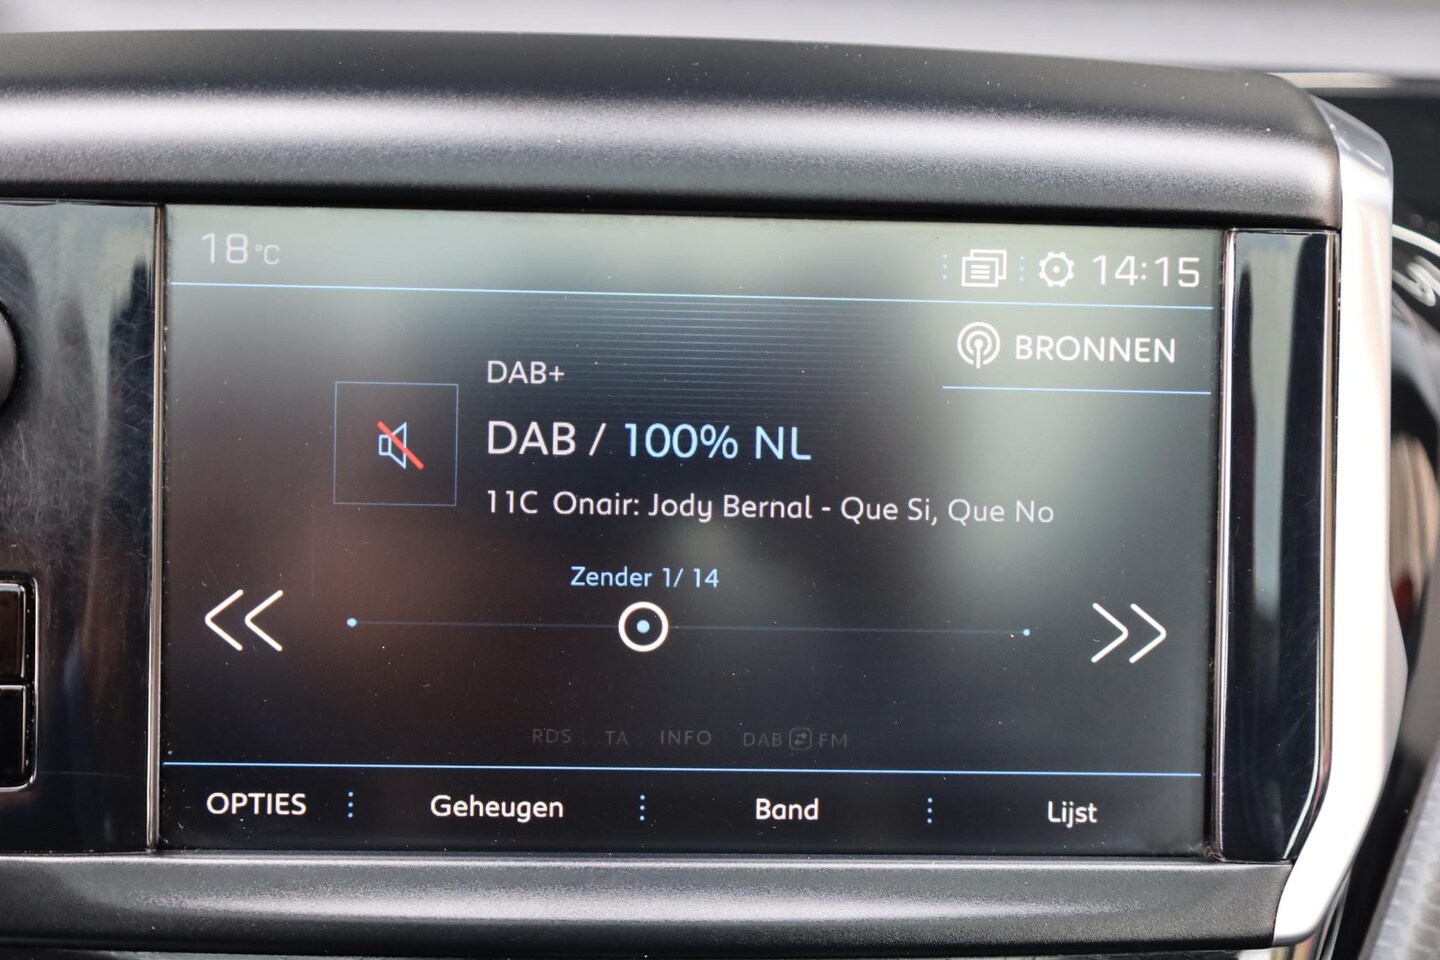 18°C
14:15
BRONNEN
DAB+
DAB / 100% NL
11C Onair: Jody Bernal - Que Si, Que No
Zender 1/ 14
RDS TA INFO DAB FM
OPTIES Geheugen Band Lijst